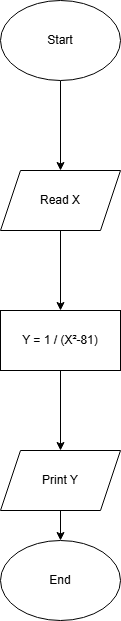 Start
Read X
Y = 1 / (X²-81)
Print Y
End